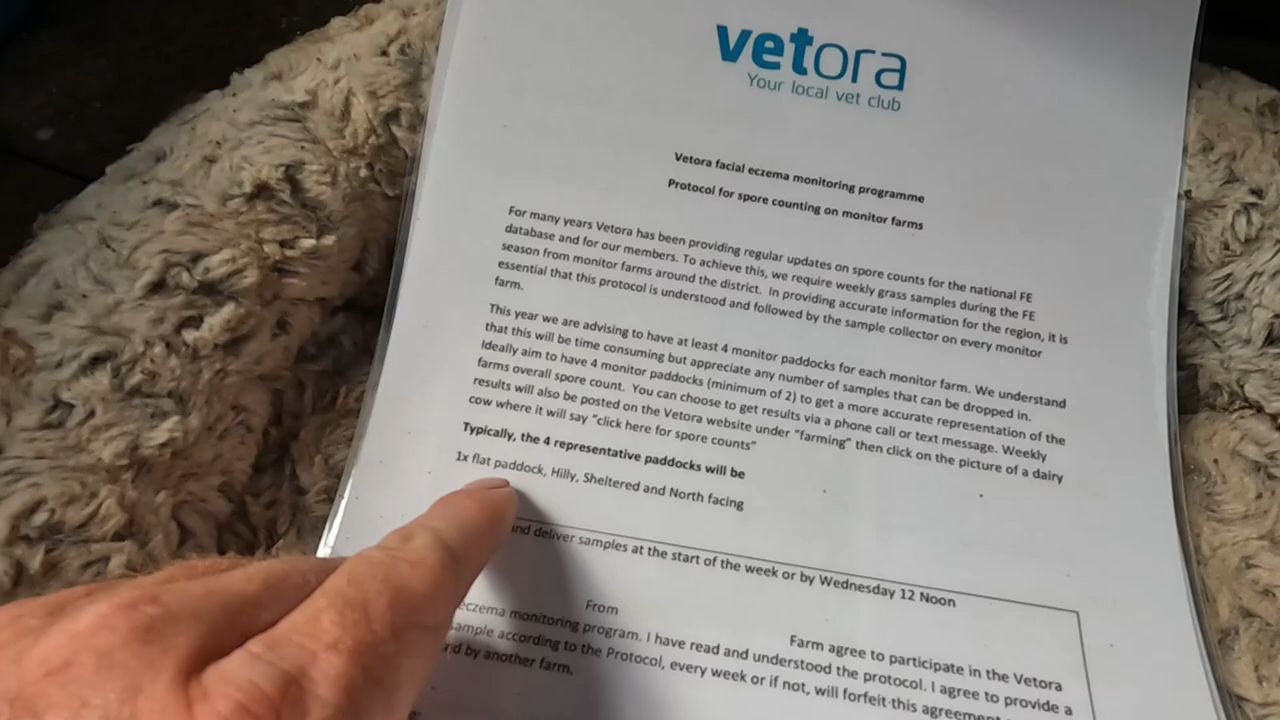 vetora
Your local vet club
Vetora facial eczema monitoring programme
Protocol for spore counting on monitor farms
For many years Vetora has been providing regular updates on spore counts for the national FE
database and for our members. To achieve this, we require weekly grass samples during the FE
season from monitor farms around the district. In providing accurate information for the region, it is
essential that this protocol is understood and followed by the sample collector on every monitor
farm.
This year we are advising to have at least 4 monitor paddocks for each monitor farm. We understand
that this will be time consuming but appreciate any number of samples that can be dropped in.
Ideally aim to have 4 monitor paddocks (minimum of 2) to get a more accurate representation of the
farms overall spore count. You can choose to get results via a phone call or text message. Weekly
results will also be posted on the Vetora website under "farming" then click on the picture of a dairy
cow where it will say "click here for spore counts"
Typically, the 4 representative paddocks will be
1x flat paddock, Hilly, Sheltered and North facing
and deliver samples at the start of the week or by Wednesday 12 Noon
From Farm agree to participate in the Vetora
eczema monitoring program. I have read and understood the protocol. I agree to provide a
sample according to the Protocol, every week or if not, will forfeit this agreement
by another farm.